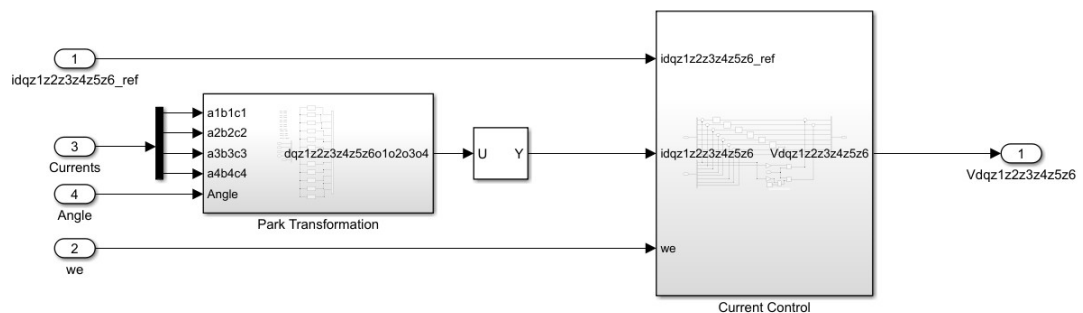 1
idqz1z2z3z4z5z6_ref
3
Currents
4
Angle
2
we
a1b1c1
a2b2c2
a3b3c3
a4b4c4
Angle
dqz1z2z3z4z5z6o1o2o3o4
Park Transformation
U Y
idqz1z2z3z4z5z6_ref
idqz1z2z3z4z5z6
we
Vdqz1z2z3z4z5z6
Current Control
1
Vdqz1z2z3z4z5z6